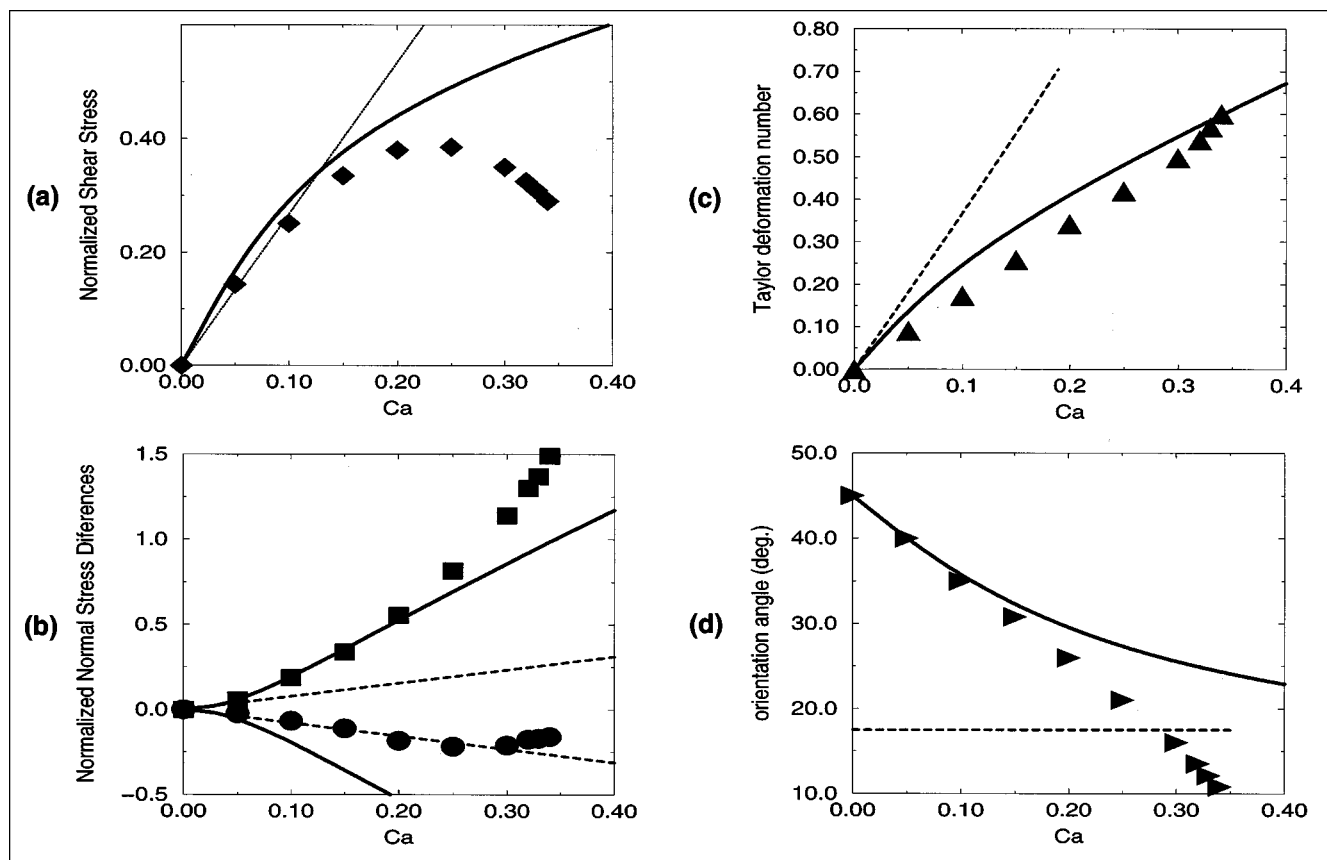 (a)
Normalized Shear Stress
0.40
0.20
0.00
0.00 0.10 0.20 0.30 0.40
Ca
(c)
Taylor deformation number
0.80
0.70
0.60
0.50
0.40
0.30
0.20
0.10
0.00
0.0 0.1 0.2 0.3 0.4
Ca
(b)
Normalized Normal Stress Diferences
1.5
1.0
0.5
0.0
−0.5
0.00 0.10 0.20 0.30 0.40
Ca
(d)
orientation angle (deg.)
50.0
40.0
30.0
20.0
10.0
0.00 0.10 0.20 0.30 0.40
Ca